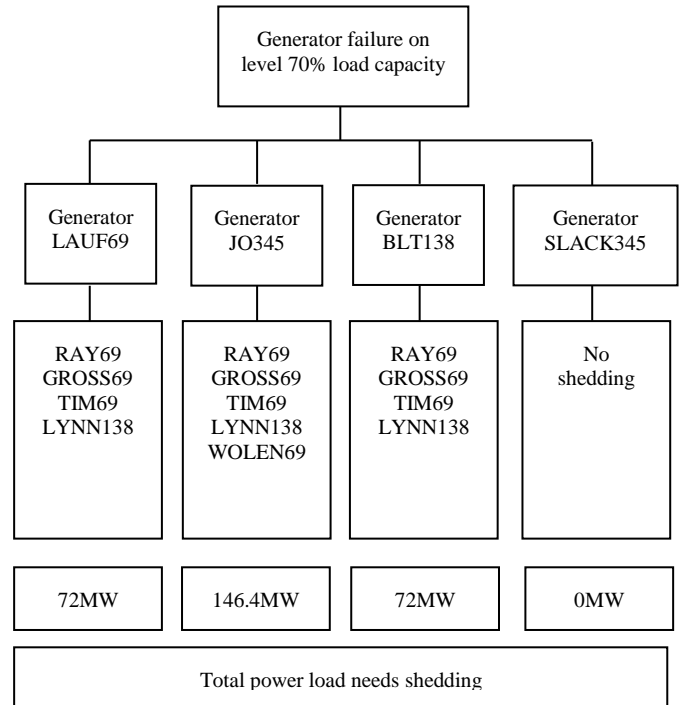 Generator failure on
level 70% load capacity
Generator
LAUF69
Generator
JO345
Generator
BLT138
Generator
SLACK345
RAY69
GROSS69
TIM69
LYNN138
RAY69
GROSS69
TIM69
LYNN138
WOLEN69
RAY69
GROSS69
TIM69
LYNN138
No
shedding
72MW
146.4MW
72MW
0MW
Total power load needs shedding